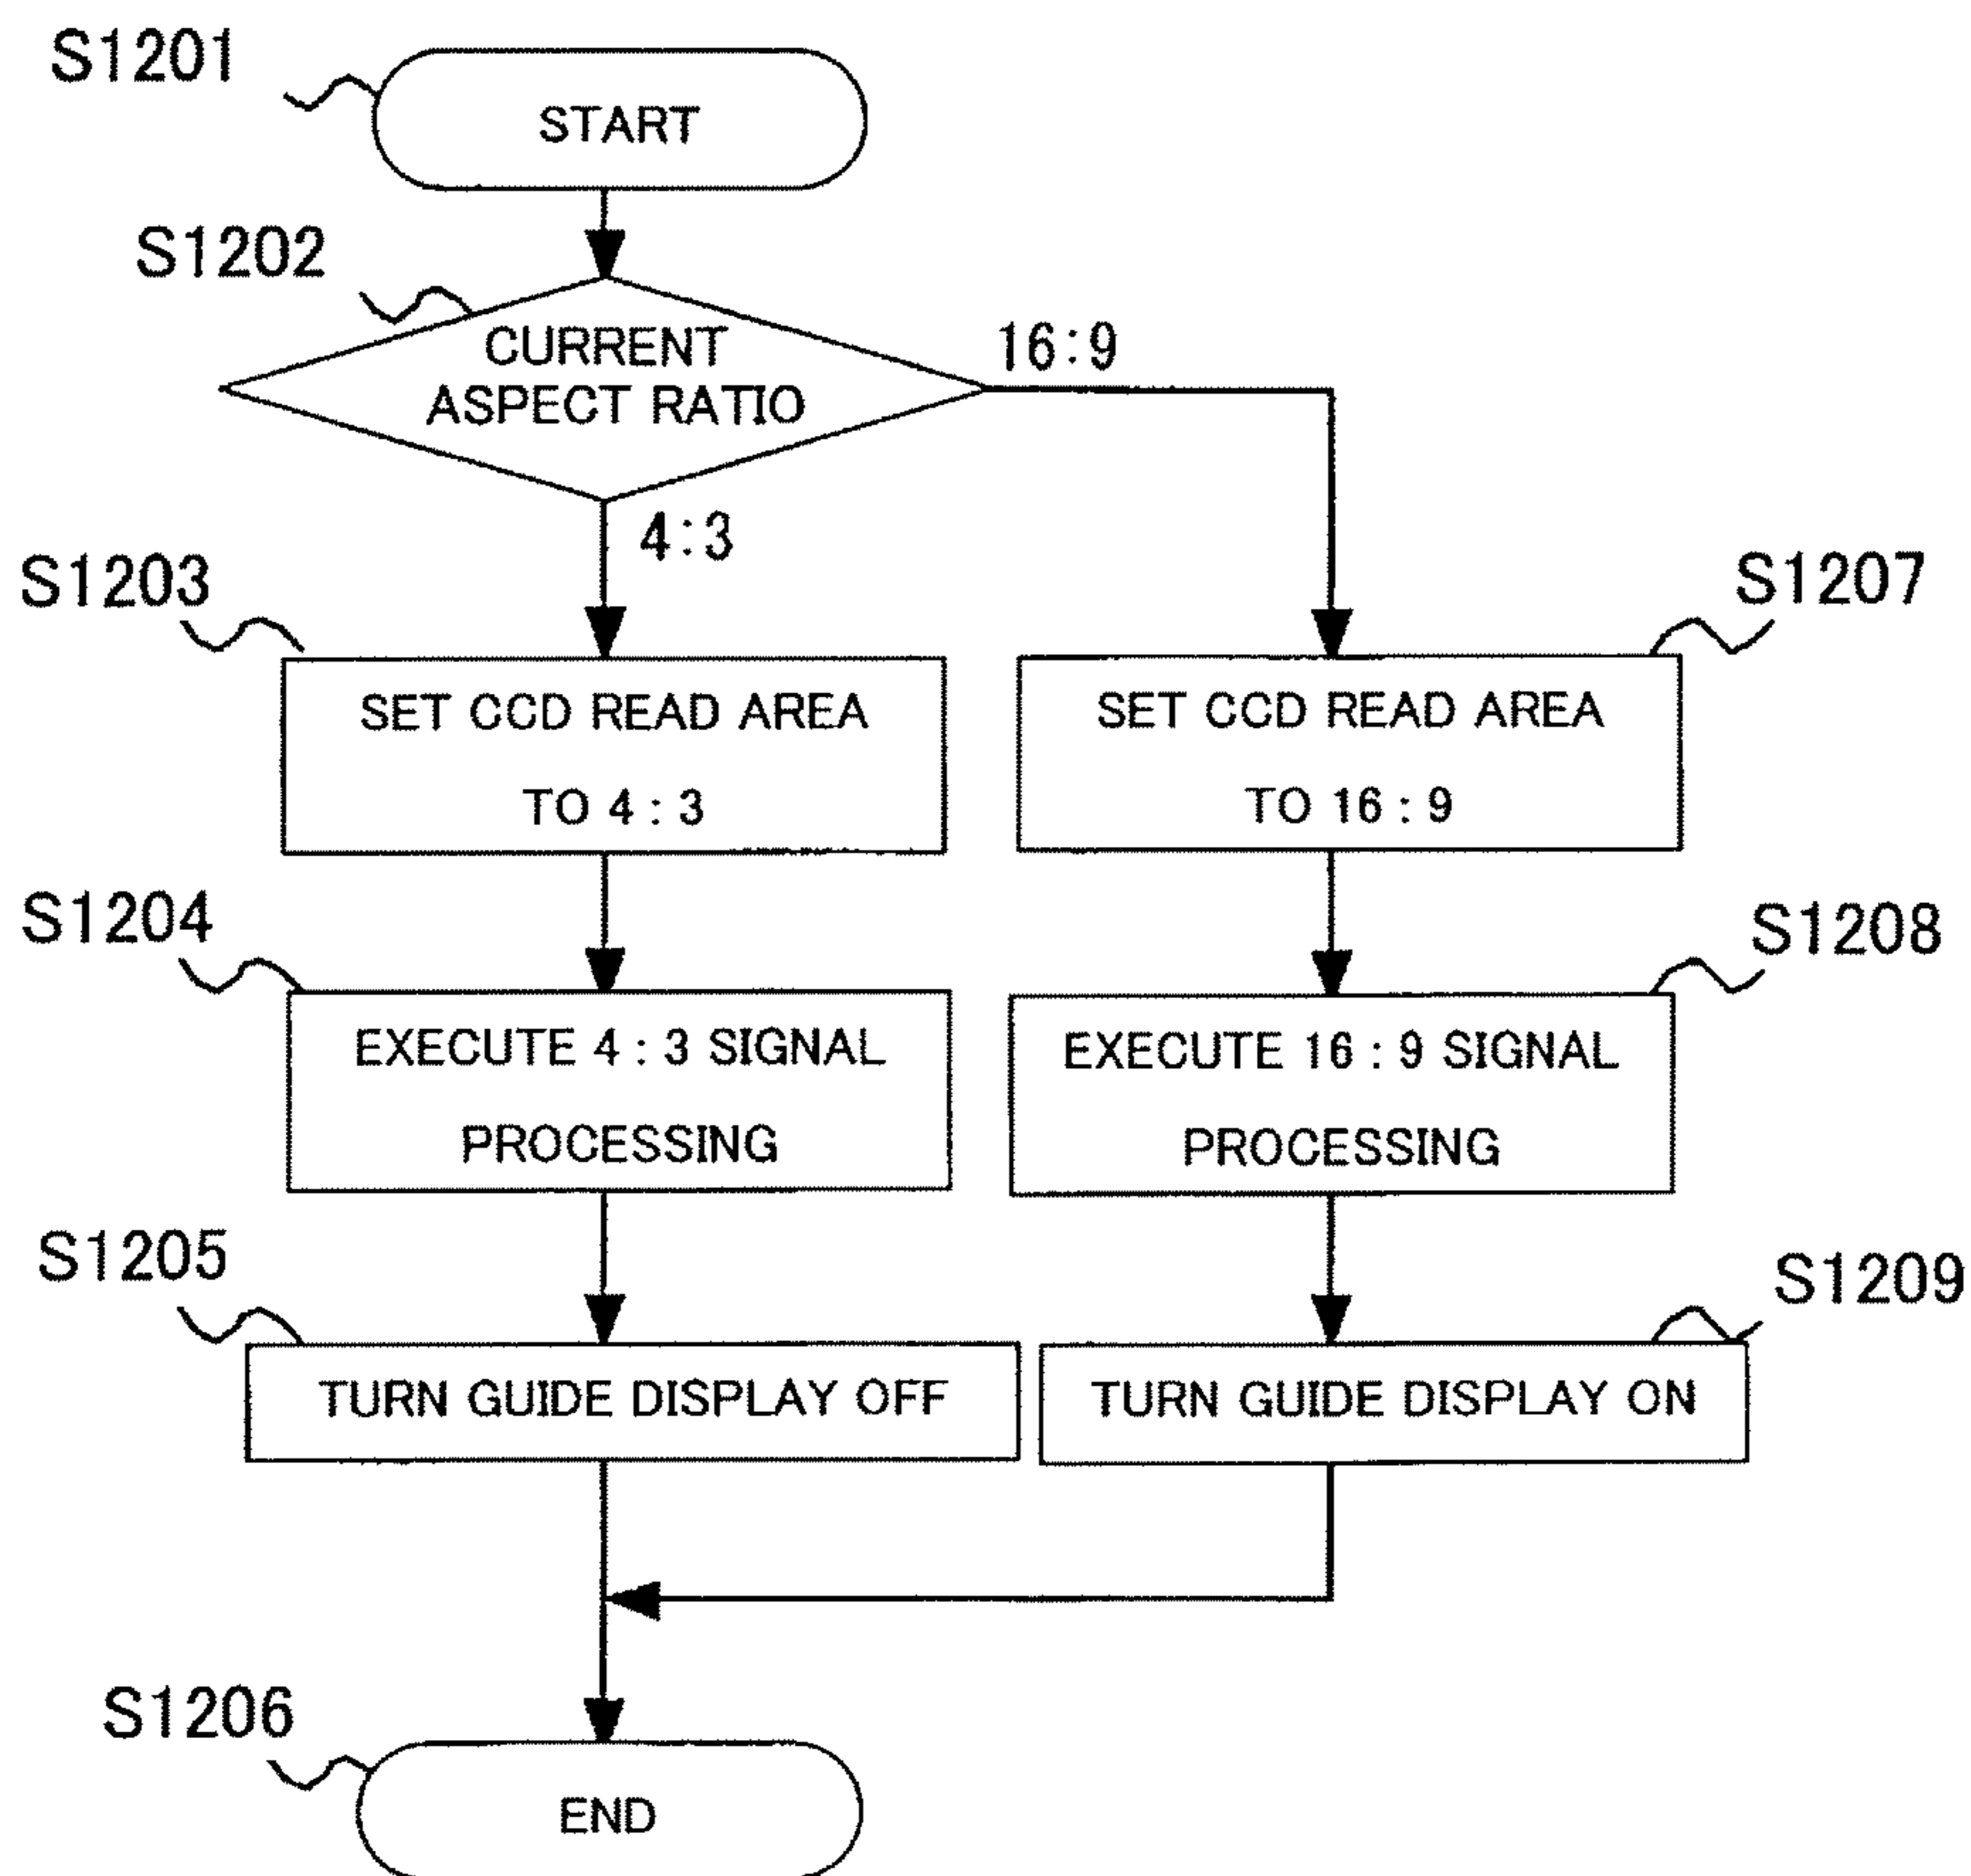 S1201
START
S1202
CURRENT
ASPECT RATIO
16:9
4:3
S1203
SET CCD READ AREA
TO 4 : 3
S1207
SET CCD READ AREA
TO 16 : 9
S1204
EXECUTE 4 : 3 SIGNAL
PROCESSING
S1208
EXECUTE 16 : 9 SIGNAL
PROCESSING
S1205
TURN GUIDE DISPLAY OFF
S1209
TURN GUIDE DISPLAY ON
S1206
END